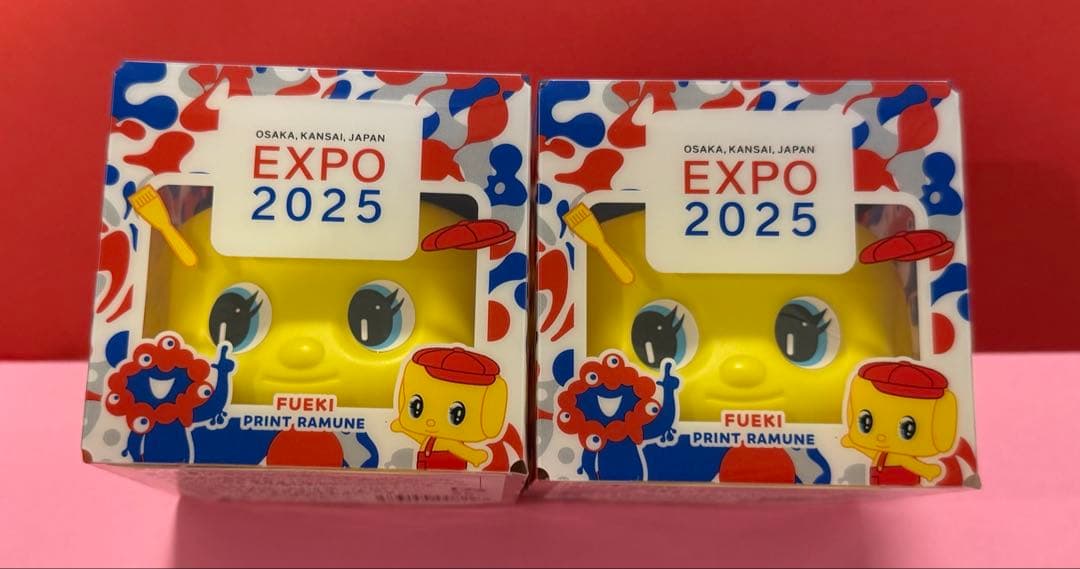 OSAKA, KANSAI, JAPAN
EXPO
2025
FUEKI
PRINT RAMUNE
OSAKA, KANSAI, JAPAN
EXPO
2025
FUEKI
PRINT RAMUNE